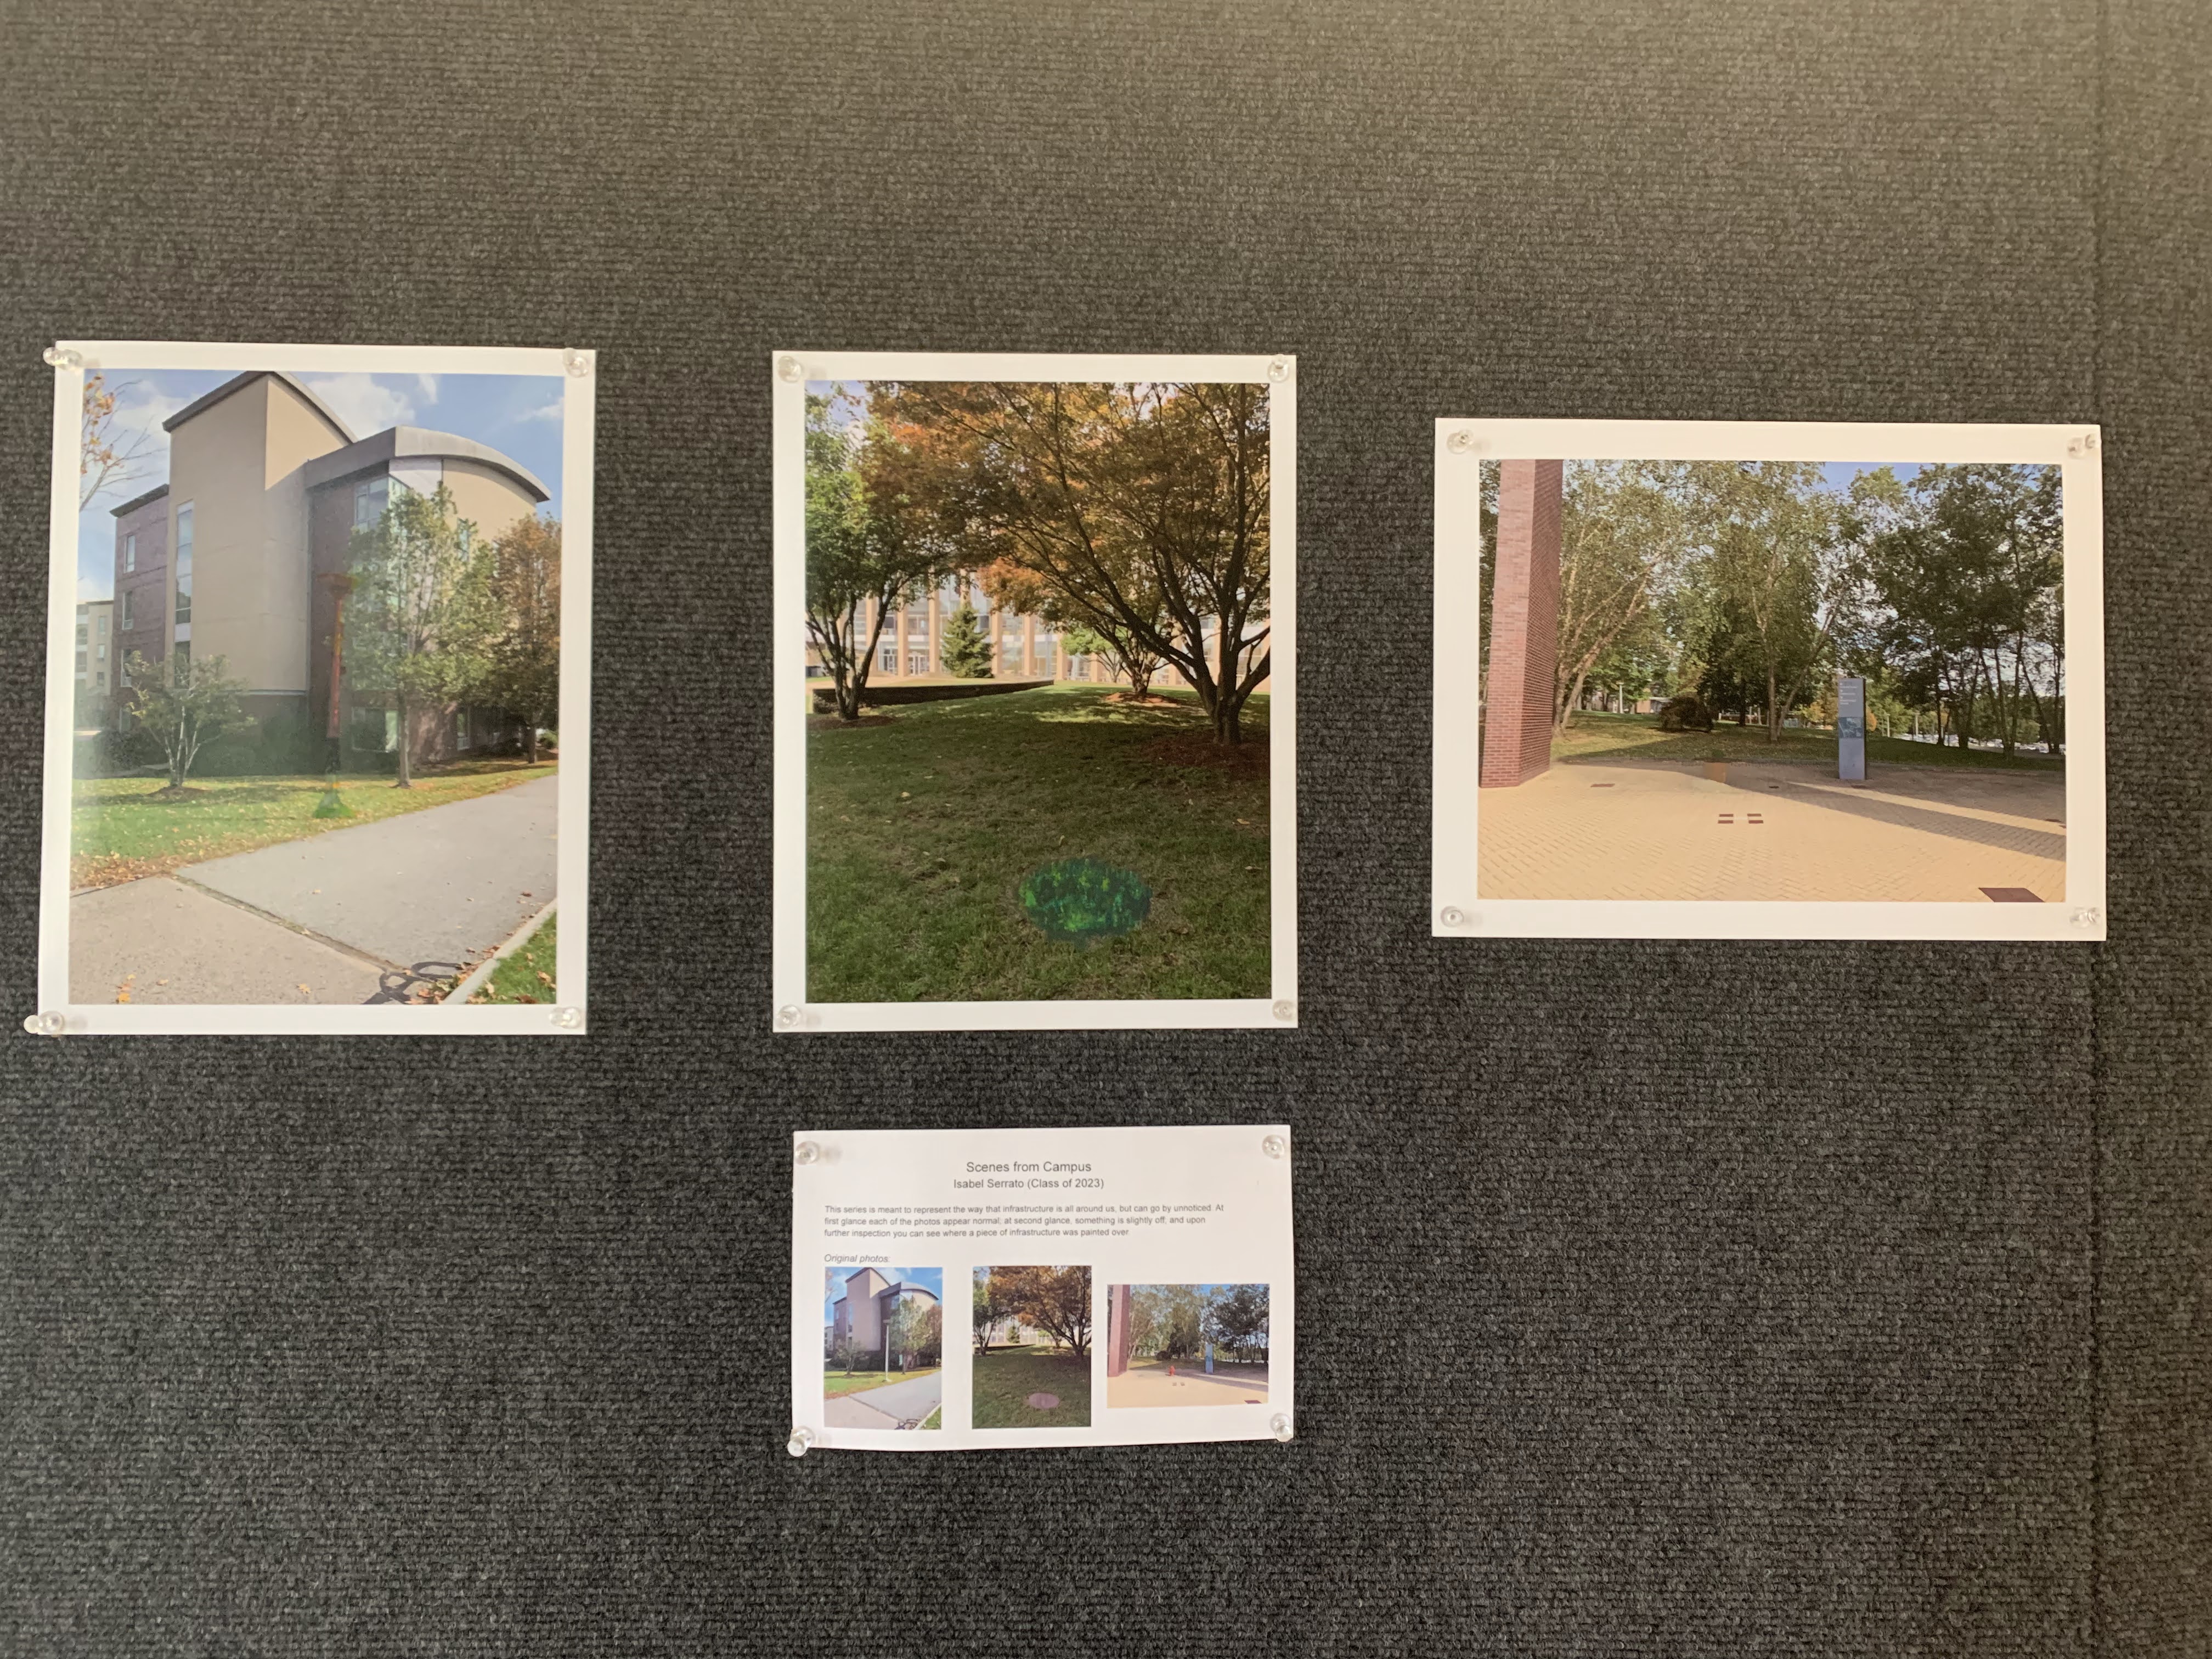 Scenes from Campus
Isabel Serrato (Class of 2023)
This series is meant to represent the way that infrastructure is all around us, but can go by unnoticed. At
first glance each of the photos appear normal; at second glance, something is slightly off; and upon
further inspection you can see where a piece of infrastructure was painted over.
Original photos: